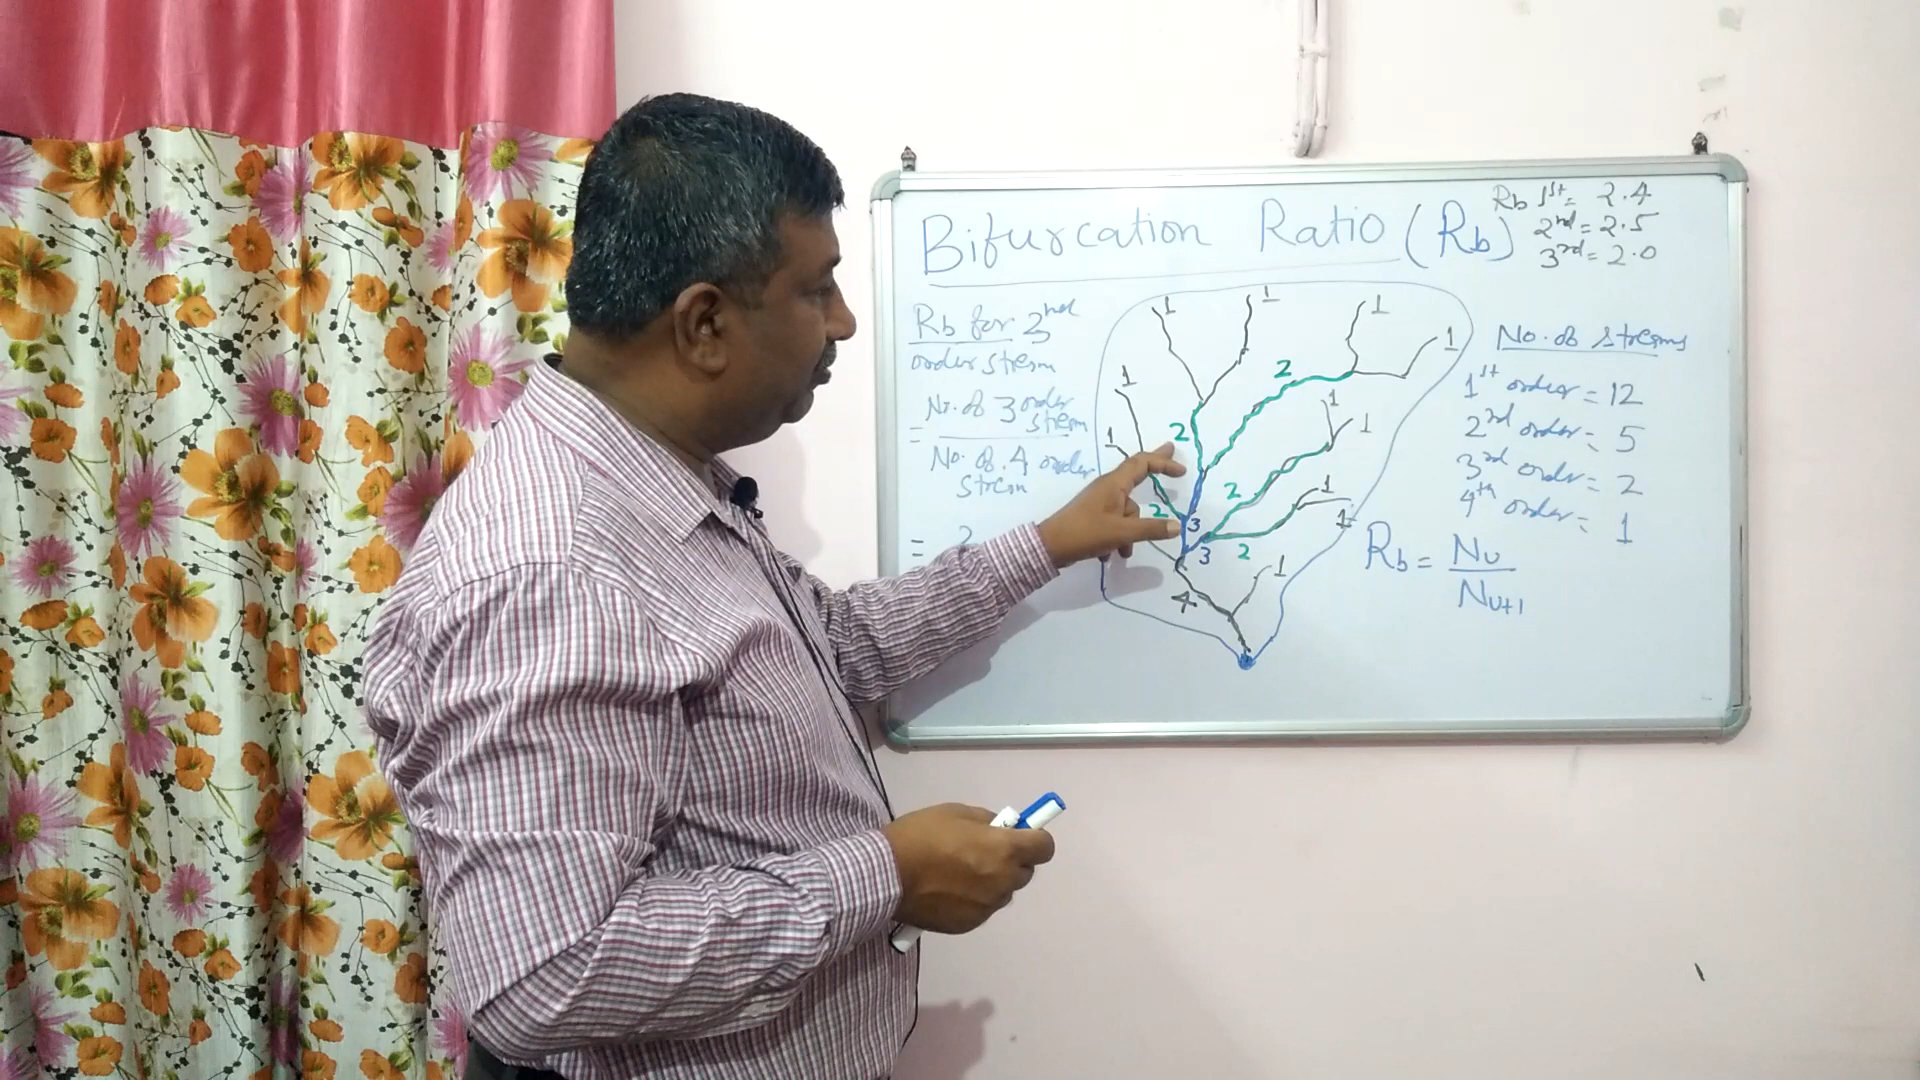 Bifurcation Ratio (Rb)
Rb 1st = 2.4
2nd = 2.5
3rd = 2.0
Rb for 3rd
order stream
= No. of 3 order stream
No. of 4 order stream
= 2
1 1 1 1
1 2 1
1 2 1
2 1
2 3 1
3 2 1
4
No. of streams
1st order = 12
2nd order = 5
3rd order = 2
4th order = 1
Rb = Nu
Nu+1